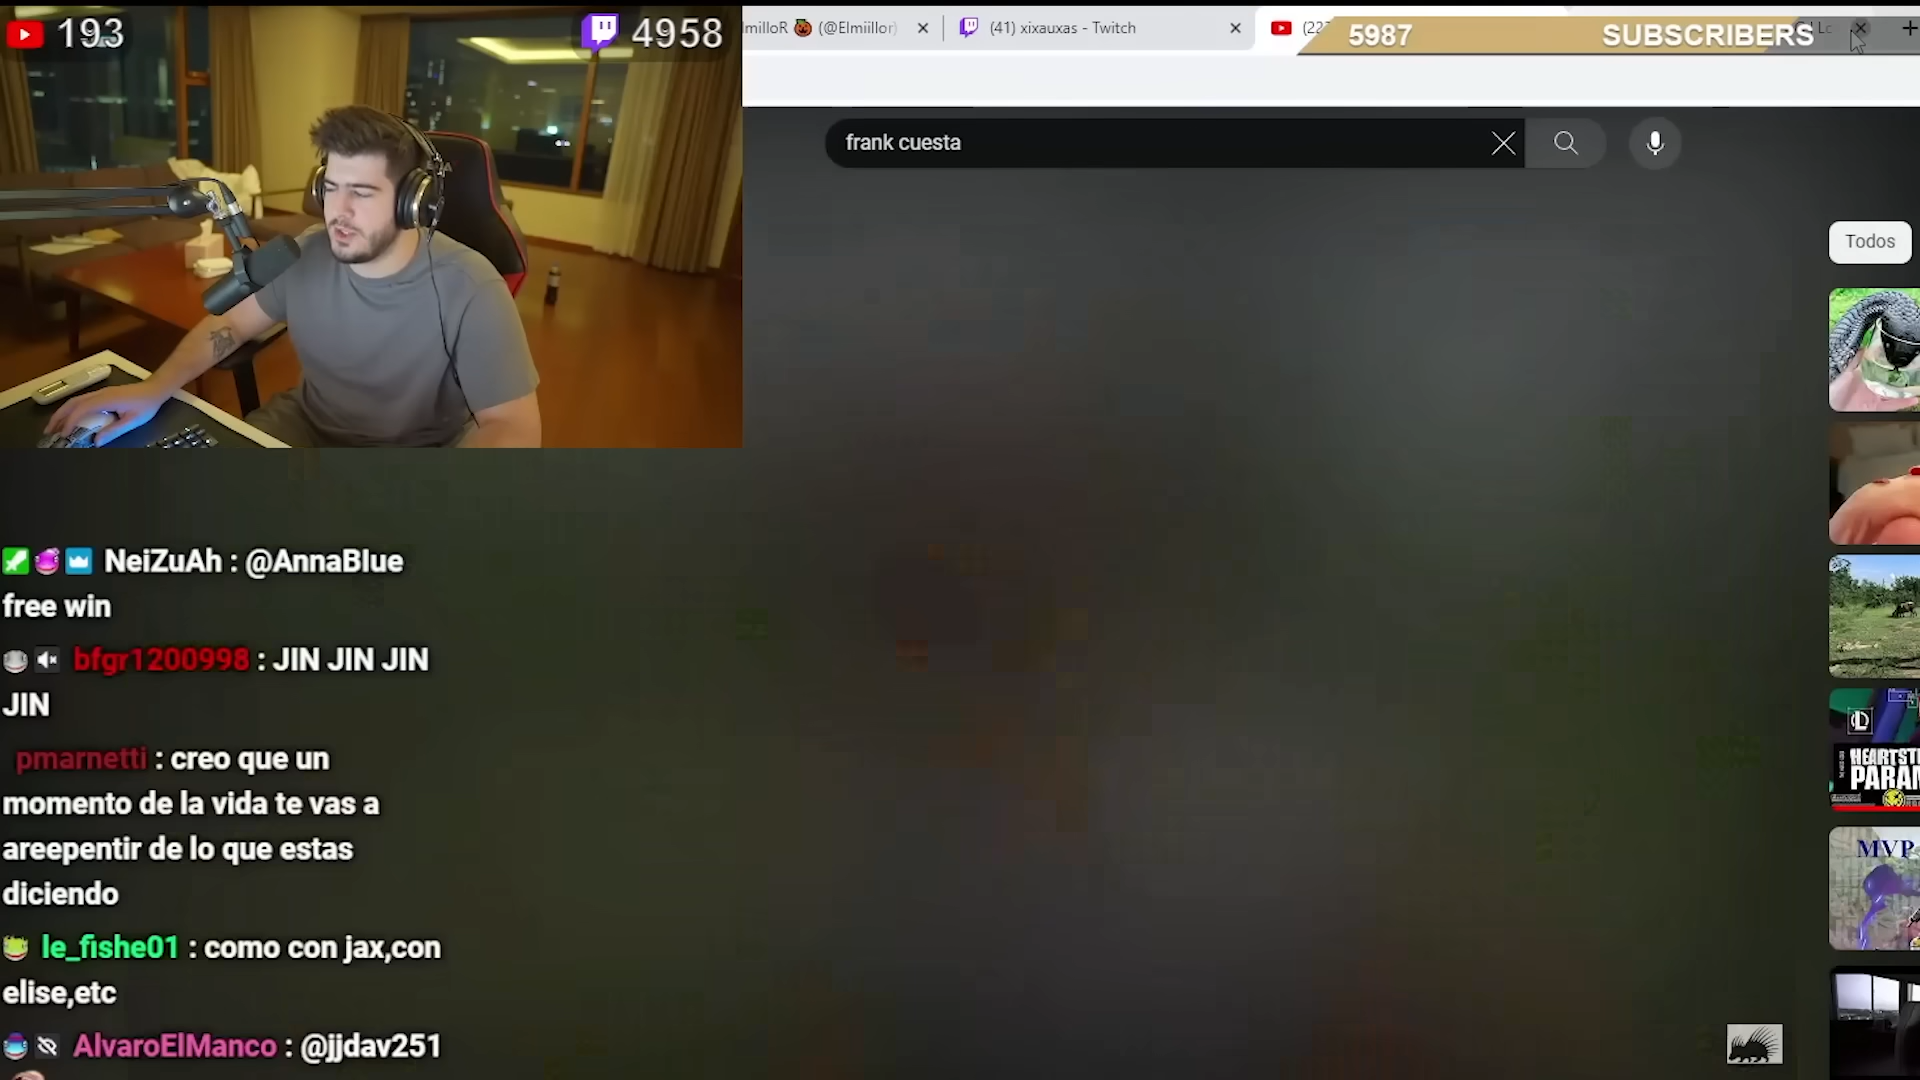 193
4958
lmilloR 🎃 (@Elmiillor)
(41) xixauxas - Twitch
5987
SUBSCRIBERS
frank cuesta
Todos
NeiZuAh : @AnnaBlue
free win
bfgr1200998 : JIN JIN JIN
JIN
pmarnetti : creo que un
momento de la vida te vas a
areepentir de lo que estas
diciendo
le_fishe01 : como con jax,con
elise,etc
AlvaroElManco : @jjdav251
MVP